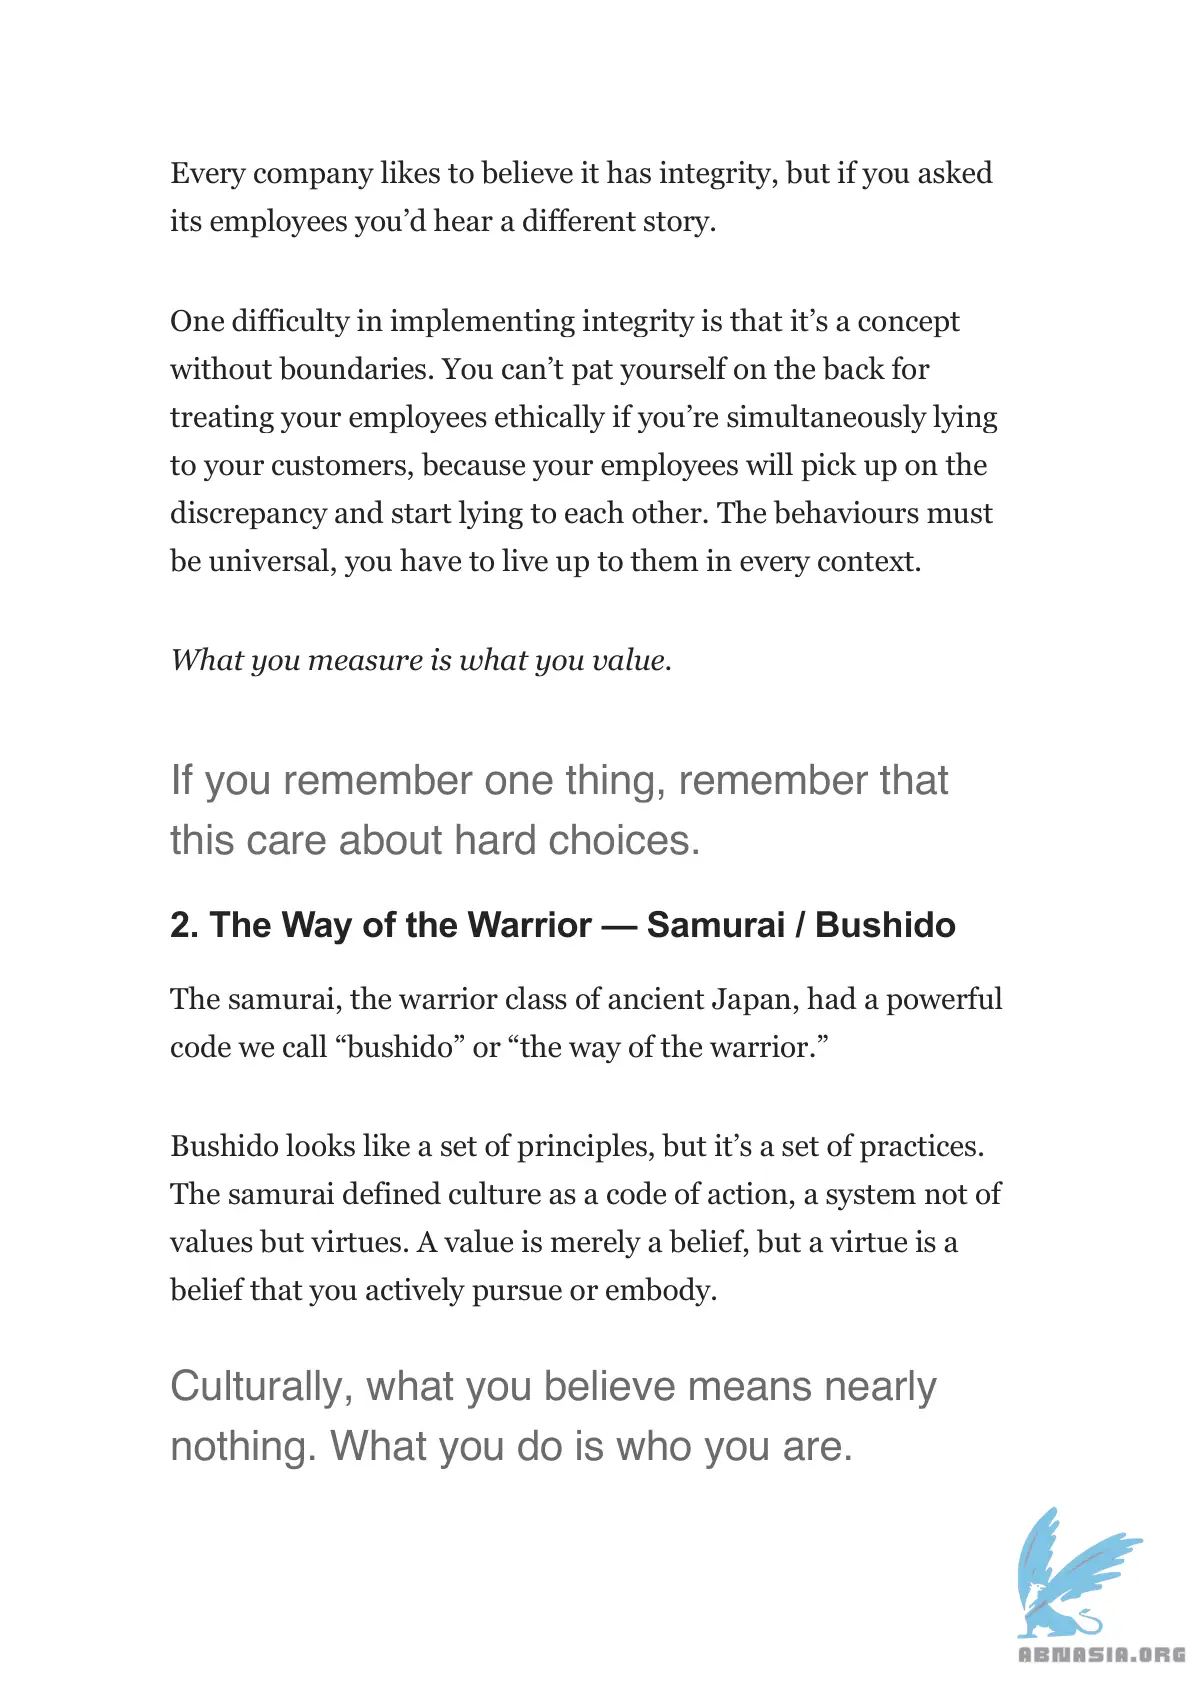 Every company likes to believe it has integrity, but if you asked
its employees you’d hear a different story.
One difficulty in implementing integrity is that it’s a concept
without boundaries. You can’t pat yourself on the back for
treating your employees ethically if you’re simultaneously lying
to your customers, because your employees will pick up on the
discrepancy and start lying to each other. The behaviours must
be universal, you have to live up to them in every context.
What you measure is what you value.
If you remember one thing, remember that
this care about hard choices.
2. The Way of the Warrior — Samurai / Bushido
The samurai, the warrior class of ancient Japan, had a powerful
code we call “bushido” or “the way of the warrior.”
Bushido looks like a set of principles, but it’s a set of practices.
The samurai defined culture as a code of action, a system not of
values but virtues. A value is merely a belief, but a virtue is a
belief that you actively pursue or embody.
Culturally, what you believe means nearly
nothing. What you do is who you are.
ABNASIA.ORG